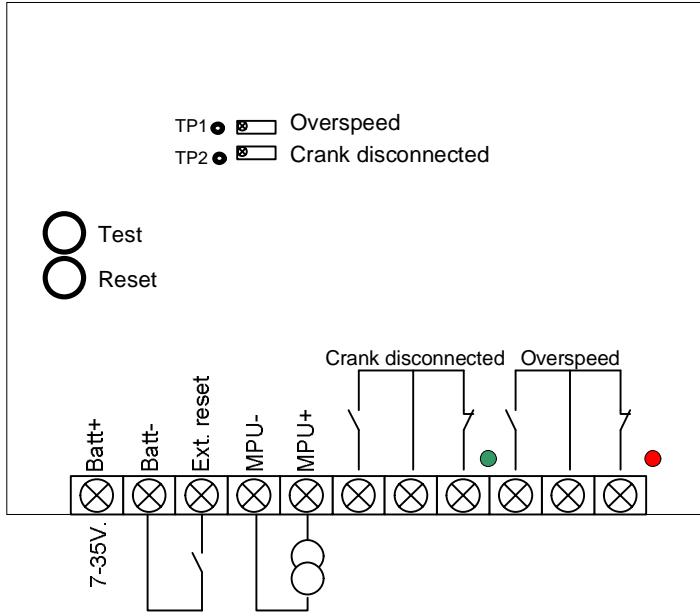 TP1 Overspeed
TP2 Crank disconnected
Test
Reset
Crank disconnected Overspeed
Batt+
Batt-
Ext. reset
MPU-
MPU+
7-35V.